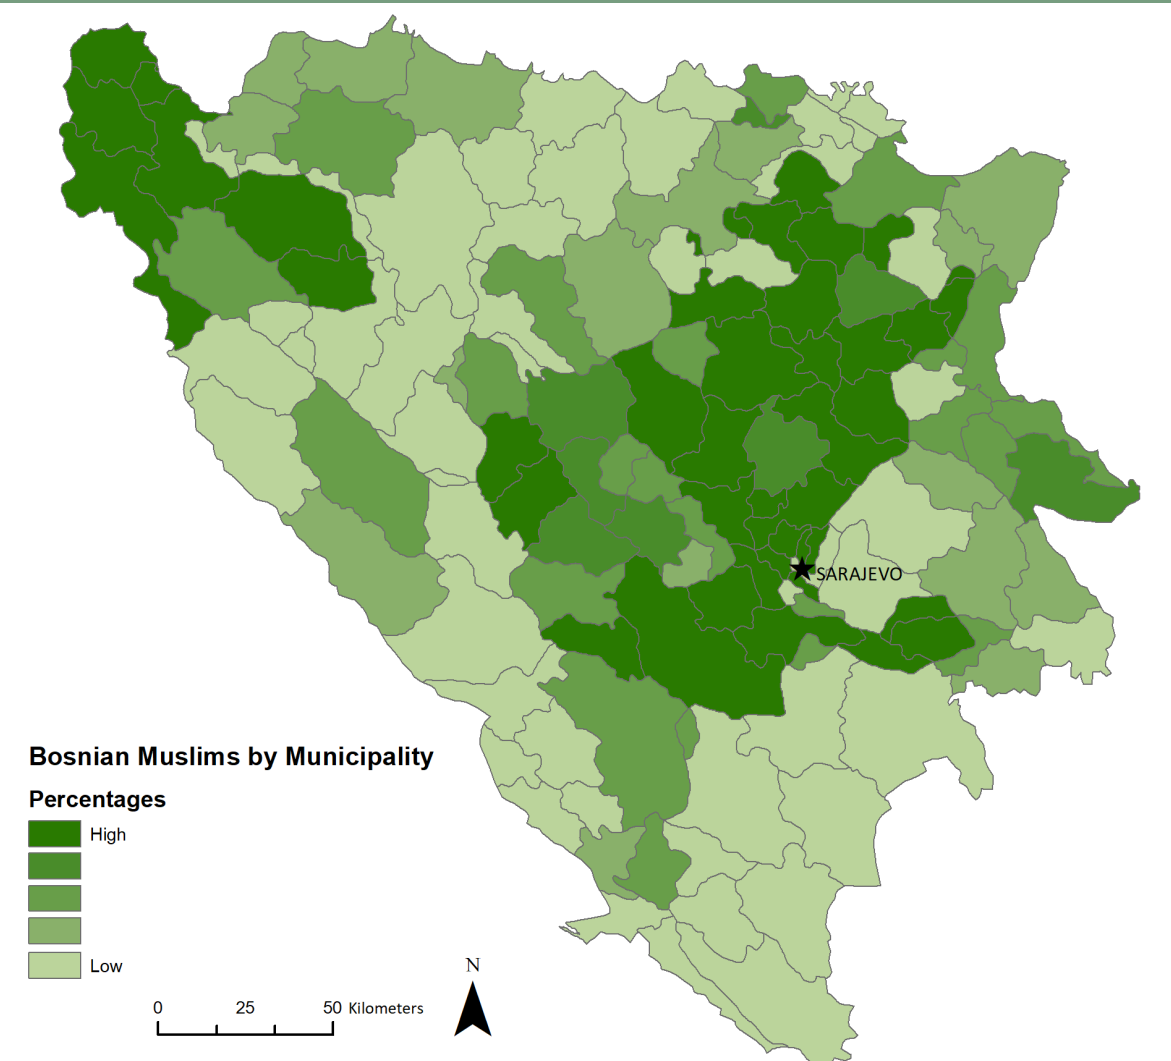 SARAJEVO
Bosnian Muslims by Municipality
Percentages
High
Low
N
0 25 50 Kilometers